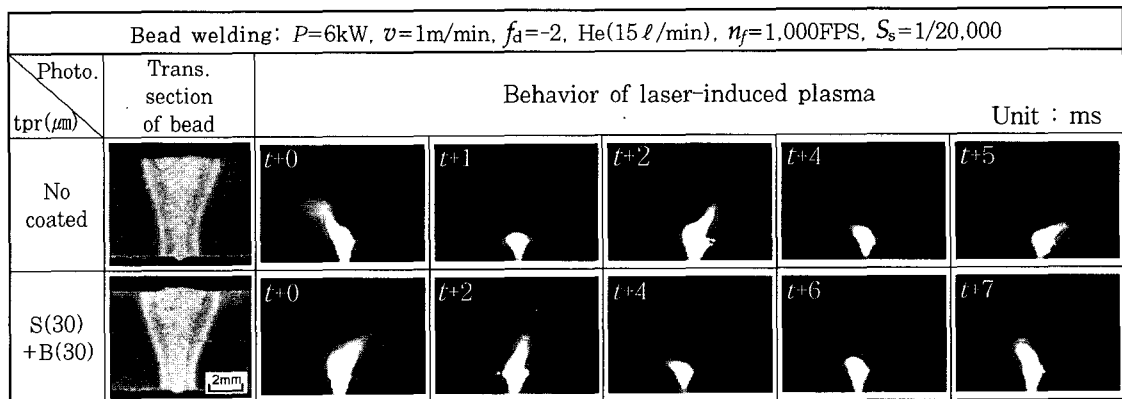 Bead welding: P=6kW, v=1m/min, fd=-2, He(15ℓ/min), nf=1,000FPS, Ss=1/20,000
Photo.
tpr(㎛)
Trans.
section
of bead
Behavior of laser-induced plasma
Unit : ms
No
coated
t+0
t+1
t+2
t+4
t+5
S(30)
+B(30)
2mm
t+0
t+2
t+4
t+6
t+7